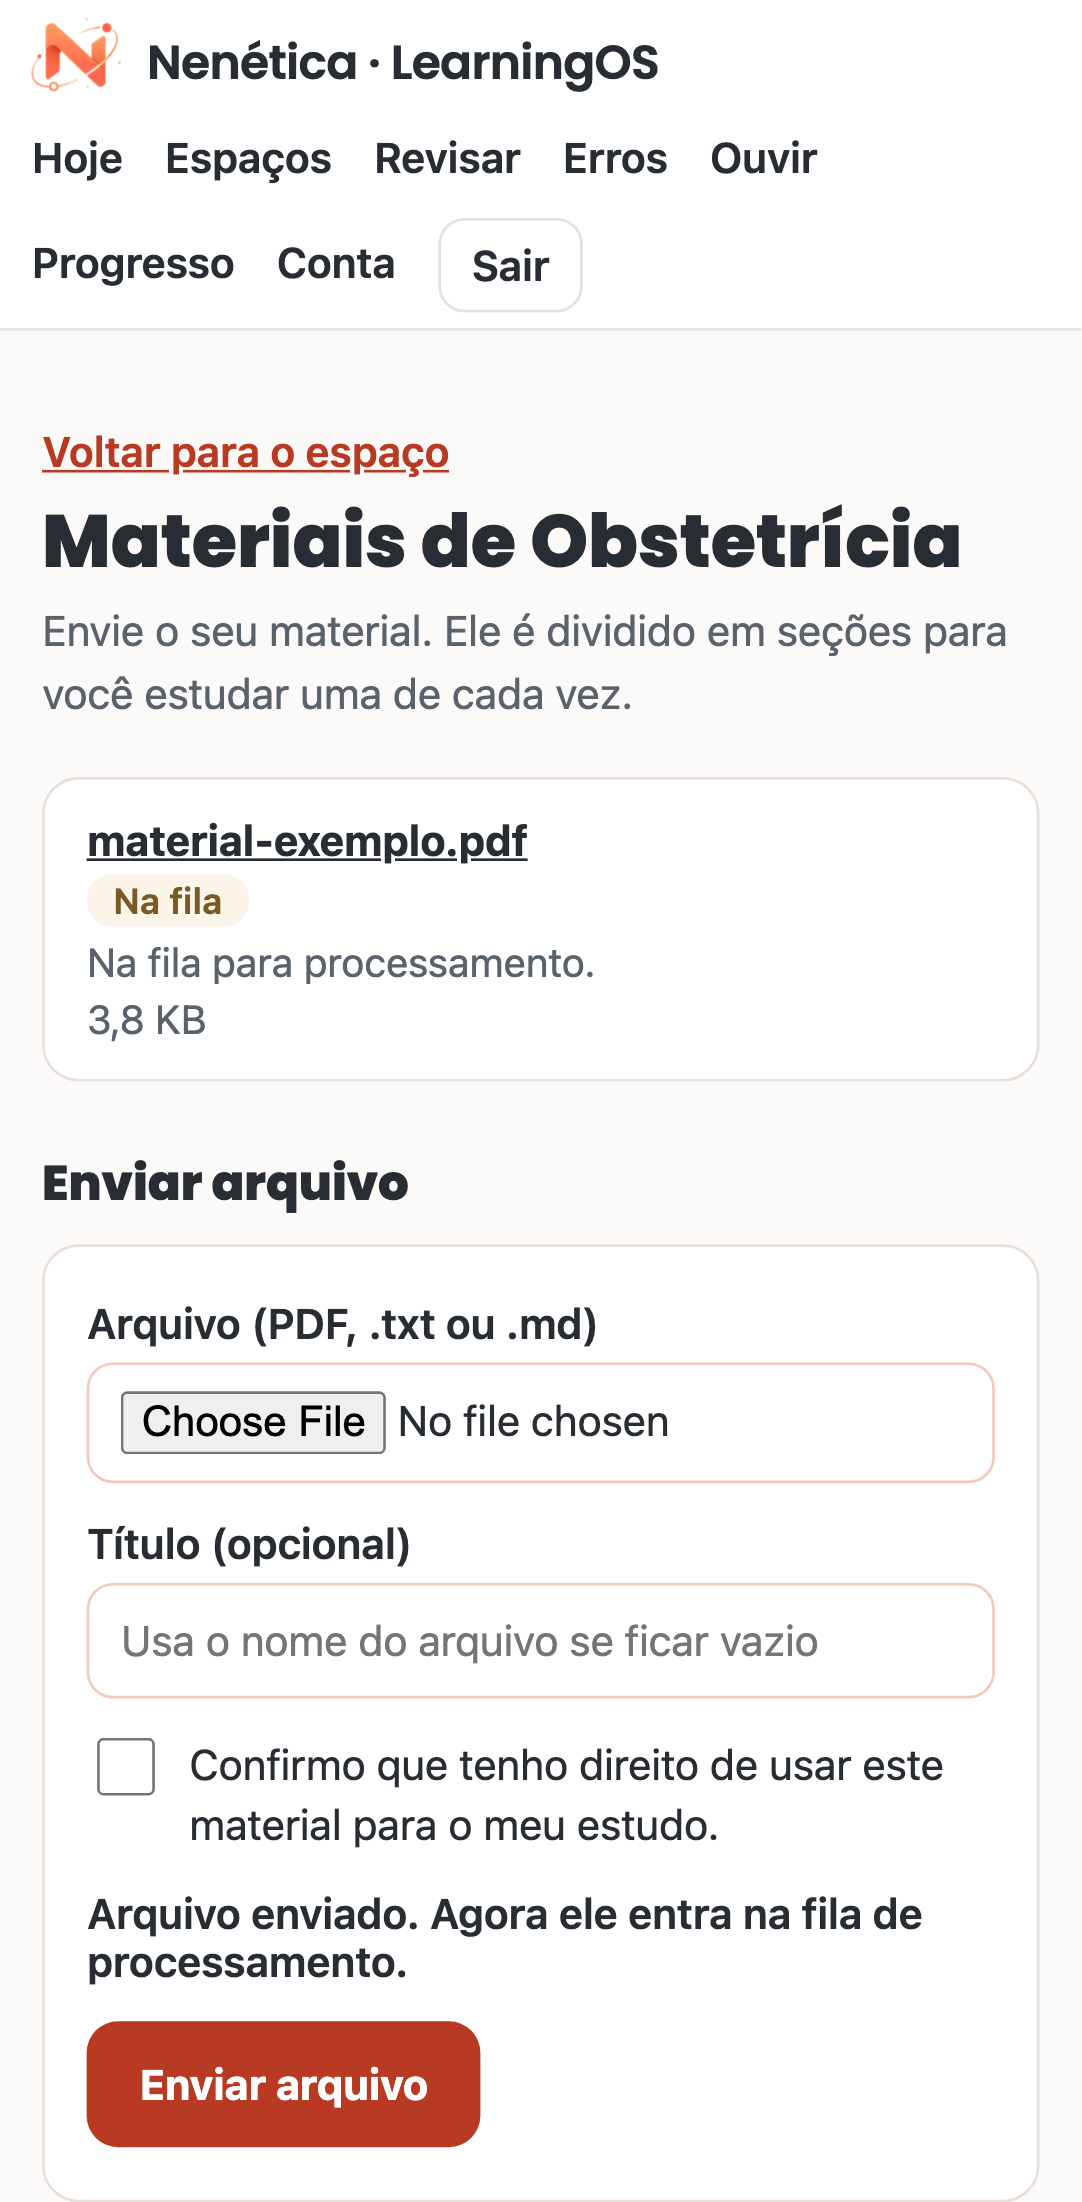 Nenética · LearningOS
Hoje Espaços Revisar Erros Ouvir
Progresso Conta Sair
Voltar para o espaço
Materiais de Obstetrícia
Envie o seu material. Ele é dividido em seções para
você estudar uma de cada vez.
material-exemplo.pdf
Na fila
Na fila para processamento.
3,8 KB
Enviar arquivo
Arquivo (PDF, .txt ou .md)
Choose File No file chosen
Título (opcional)
Usa o nome do arquivo se ficar vazio
Confirmo que tenho direito de usar este
material para o meu estudo.
Arquivo enviado. Agora ele entra na fila de
processamento.
Enviar arquivo